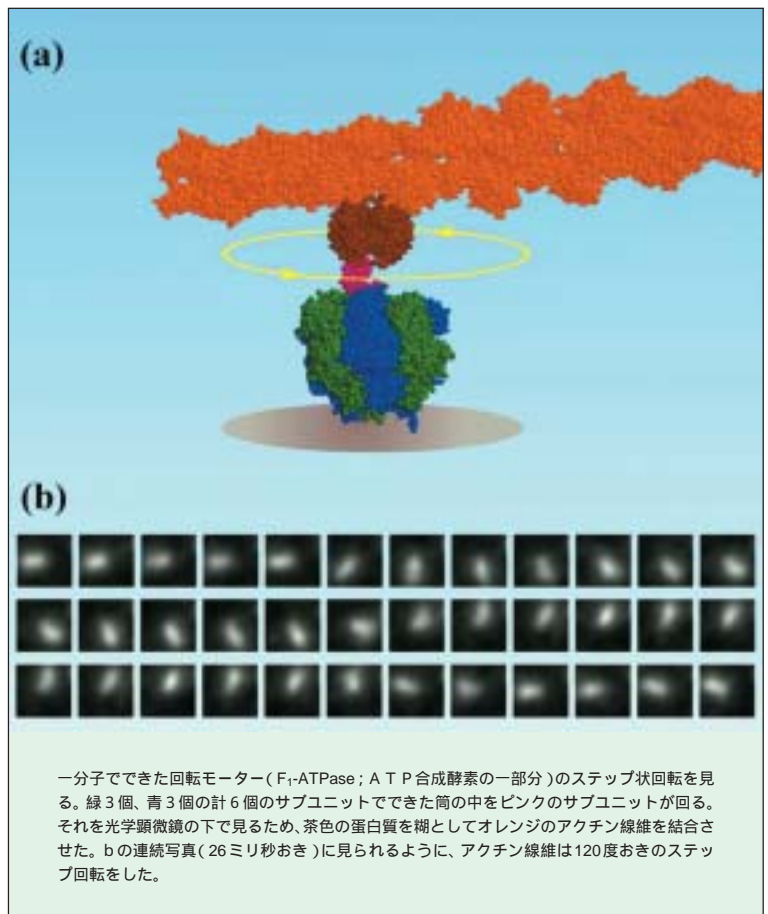 (a)
(b)
一分子でできた回転モーター(F₁-ATPase;ATP合成酵素の一部分)のステップ状回転を見
る。緑3個、青3個の計6個のサブユニットでできた筒の中をピンクのサブユニットが回る。
それを光学顕微鏡の下で見るため、茶色の蛋白質を糊としてオレンジのアクチン線維を結合さ
せた。bの連続写真(26ミリ秒おき)に見られるように、アクチン線維は120度おきのステッ
プ回転をした。